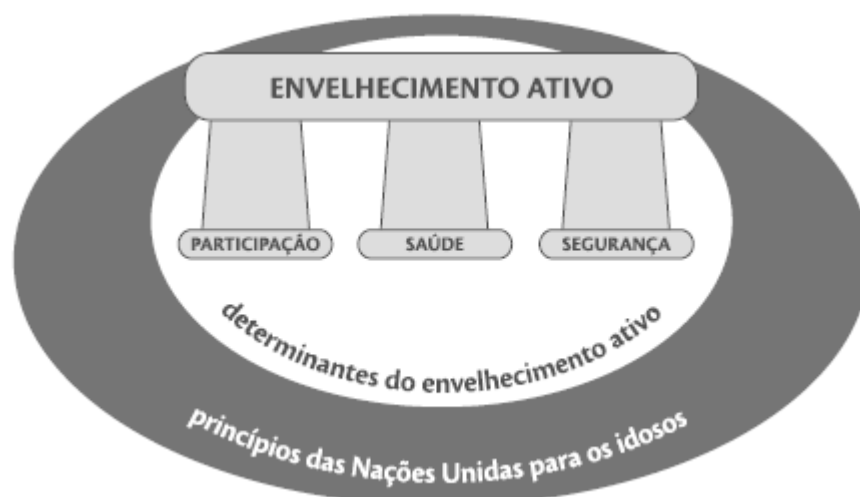 ENVELHECIMENTO ATIVO
PARTICIPAÇÃO
SAÚDE
SEGURANÇA
determinantes do envelhecimento ativo
princípios das Nações Unidas para os idosos